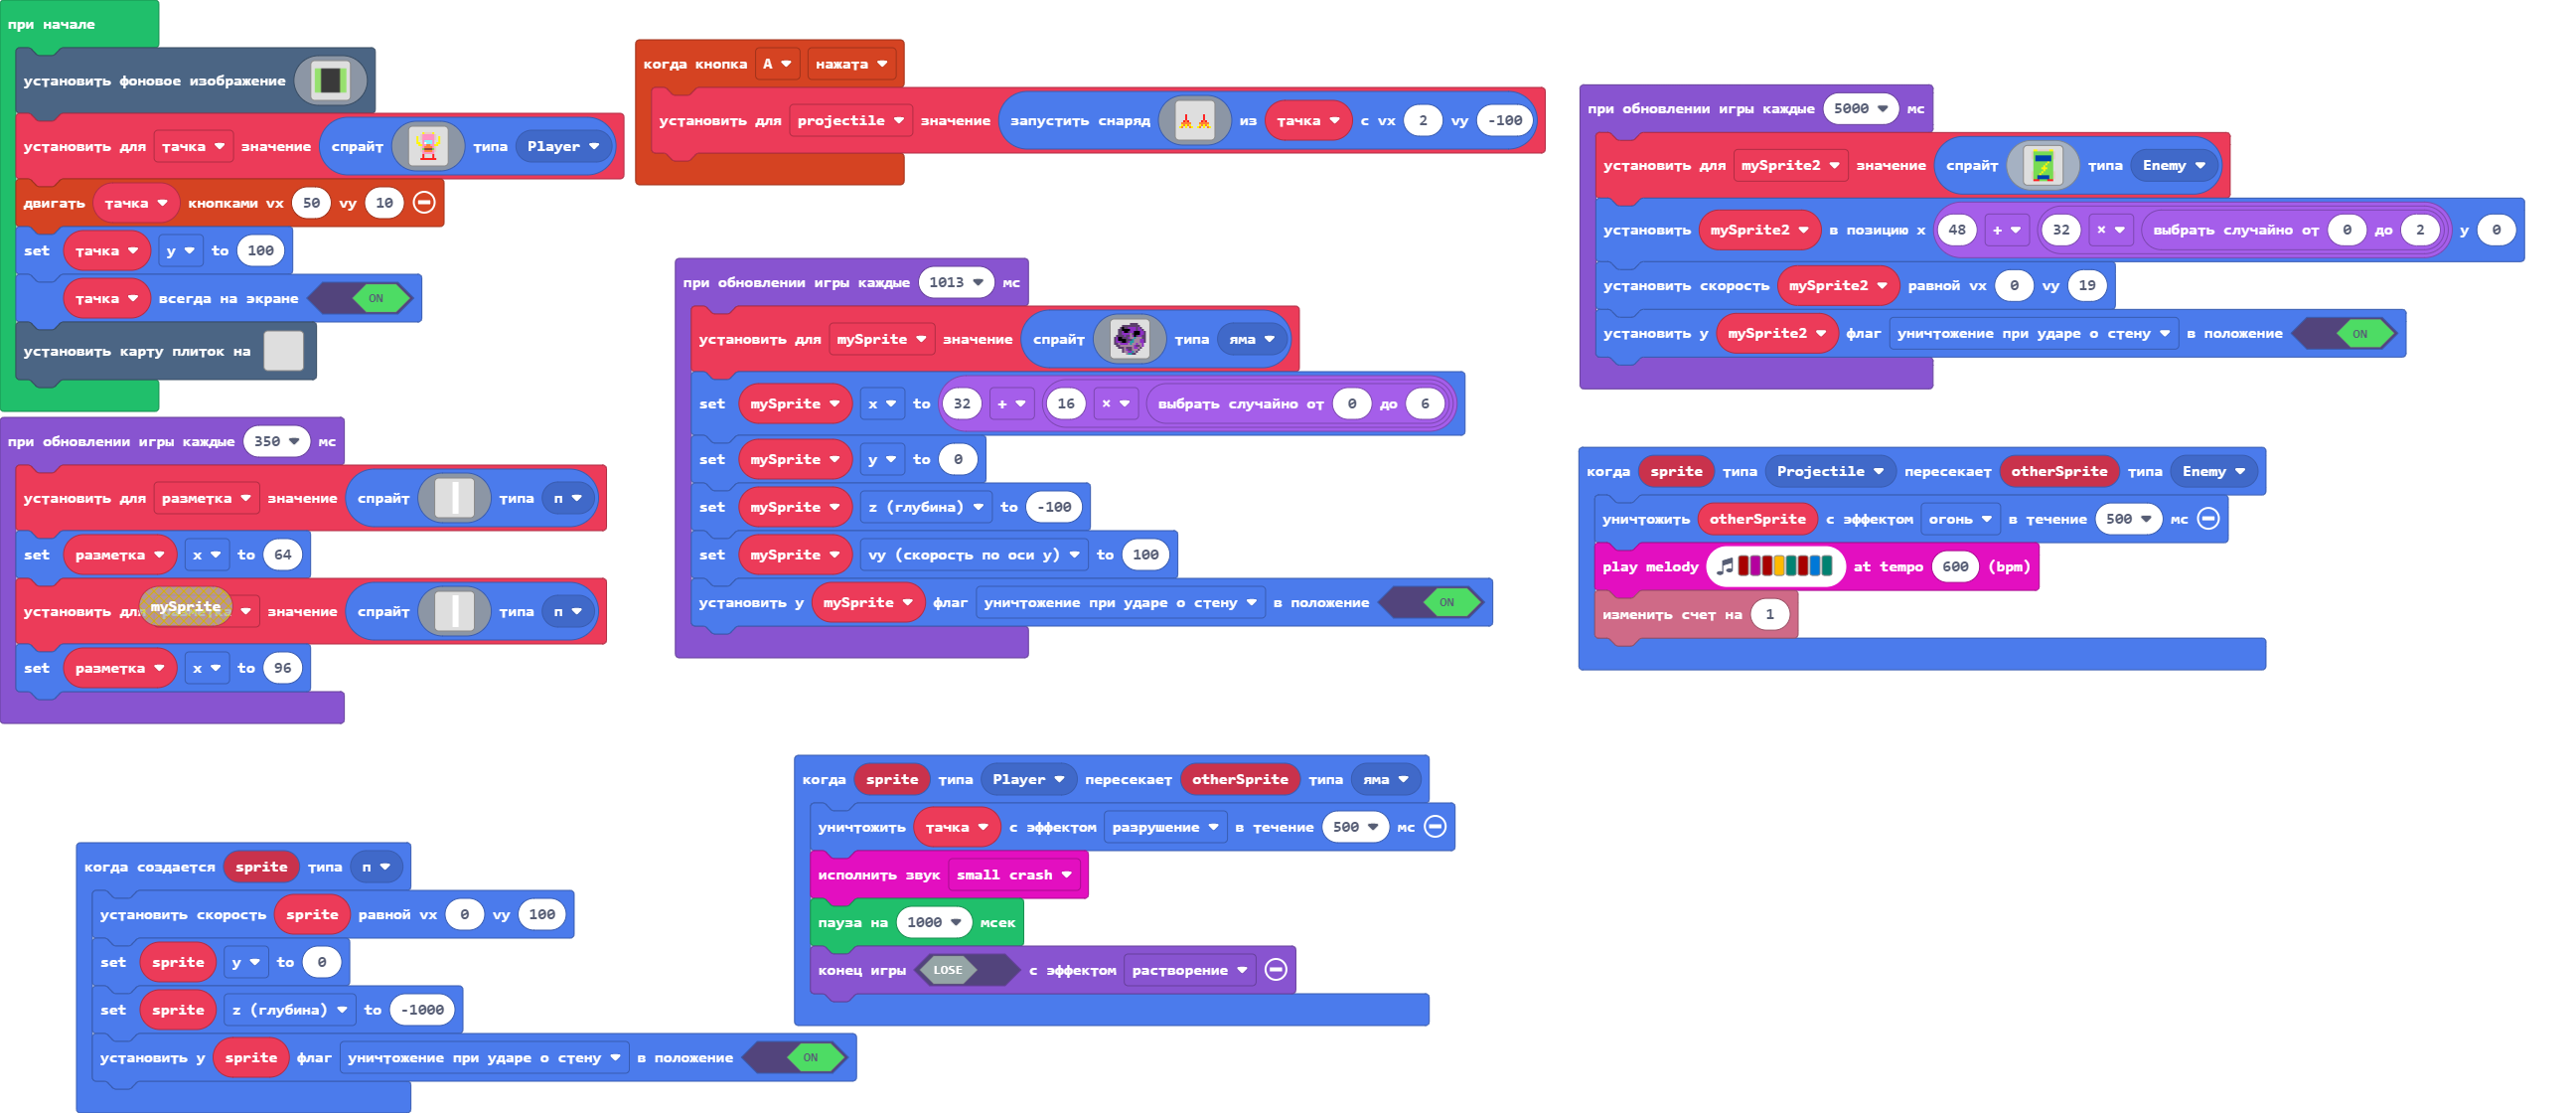 при начале
установить фоновое изображение
установить для тачка значение спрайт типа Player
двигать тачка кнопками vx 50 vy 10
set тачка y to 100
тачка всегда на экране ON
установить карту плиток на
при обновлении игры каждые 350 мс
установить для разметка значение спрайт типа п
set разметка x to 64
установить для mySprite значение спрайт типа п
set разметка x to 96
когда создается sprite типа п
установить скорость sprite равной vx 0 vy 100
set sprite y to 0
set sprite z (глубина) to -1000
установить у sprite флаг уничтожение при ударе о стену в положение ON
когда кнопка A нажата
установить для projectile значение запустить снаряд из тачка с vx 2 vy -100
при обновлении игры каждые 1013 мс
установить для mySprite значение спрайт типа яма
set mySprite x to 32 + 16 × выбрать случайно от 0 до 6
set mySprite y to 0
set mySprite z (глубина) to -100
set mySprite vy (скорость по оси y) to 100
установить у mySprite флаг уничтожение при ударе о стену в положение ON
когда sprite типа Player пересекает otherSprite типа яма
уничтожить тачка с эффектом разрушение в течение 500 мс
исполнить звук small crash
пауза на 1000 мсек
конец игры LOSE с эффектом растворение
при обновлении игры каждые 5000 мс
установить для mySprite2 значение спрайт типа Enemy
установить mySprite2 в позицию x 48 + 32 × выбрать случайно от 0 до 2 y 0
установить скорость mySprite2 равной vx 0 vy 19
установить у mySprite2 флаг уничтожение при ударе о стену в положение ON
когда sprite типа Projectile пересекает otherSprite типа Enemy
уничтожить otherSprite с эффектом огонь в течение 500 мс
play melody at tempo 600 (bpm)
изменить счет на 1